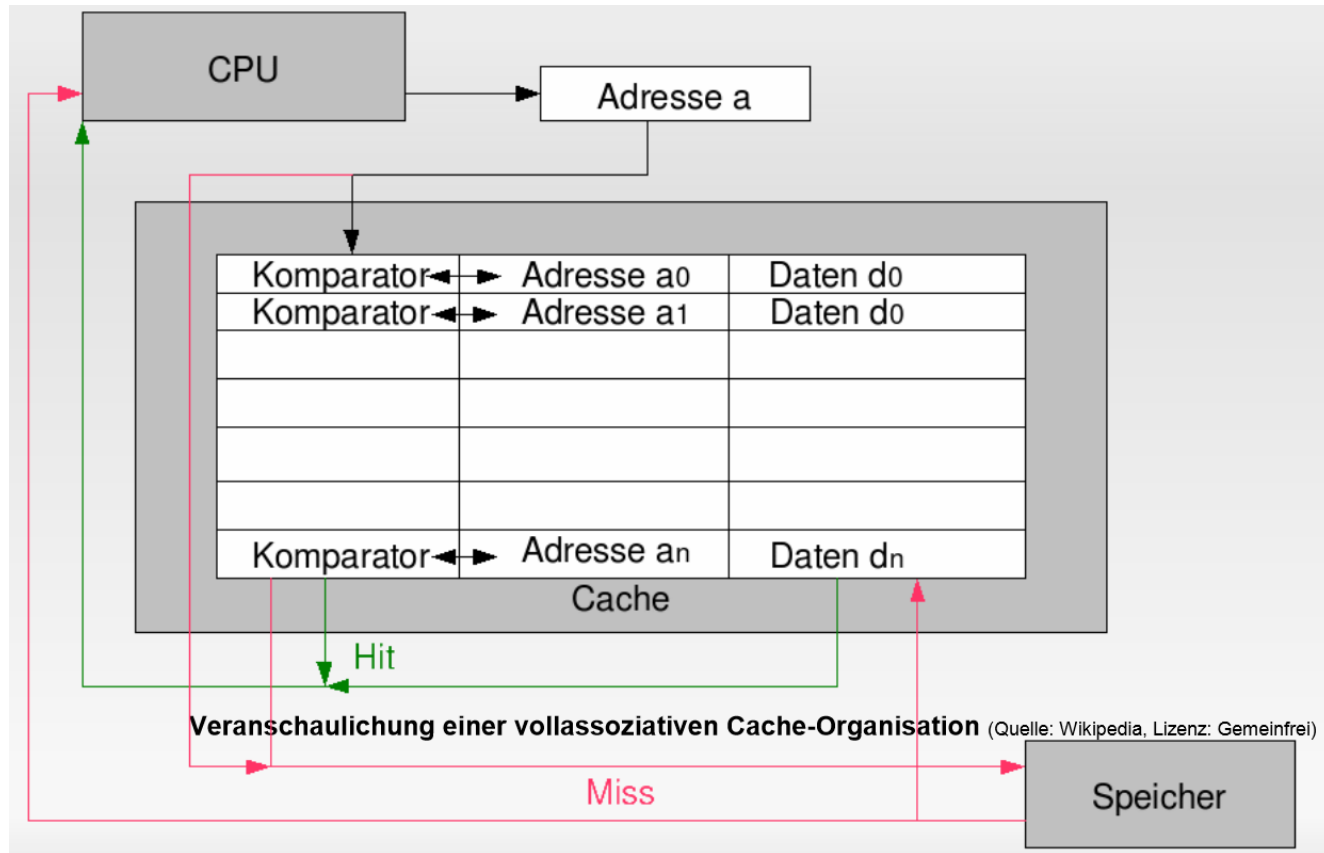 CPU
Adresse a
Komparator Adresse a0 Daten d0
Komparator Adresse a1 Daten d0
Komparator Adresse an Daten dn
Cache
Hit
Veranschaulichung einer vollassoziativen Cache-Organisation (Quelle: Wikipedia, Lizenz: Gemeinfrei)
Miss
Speicher